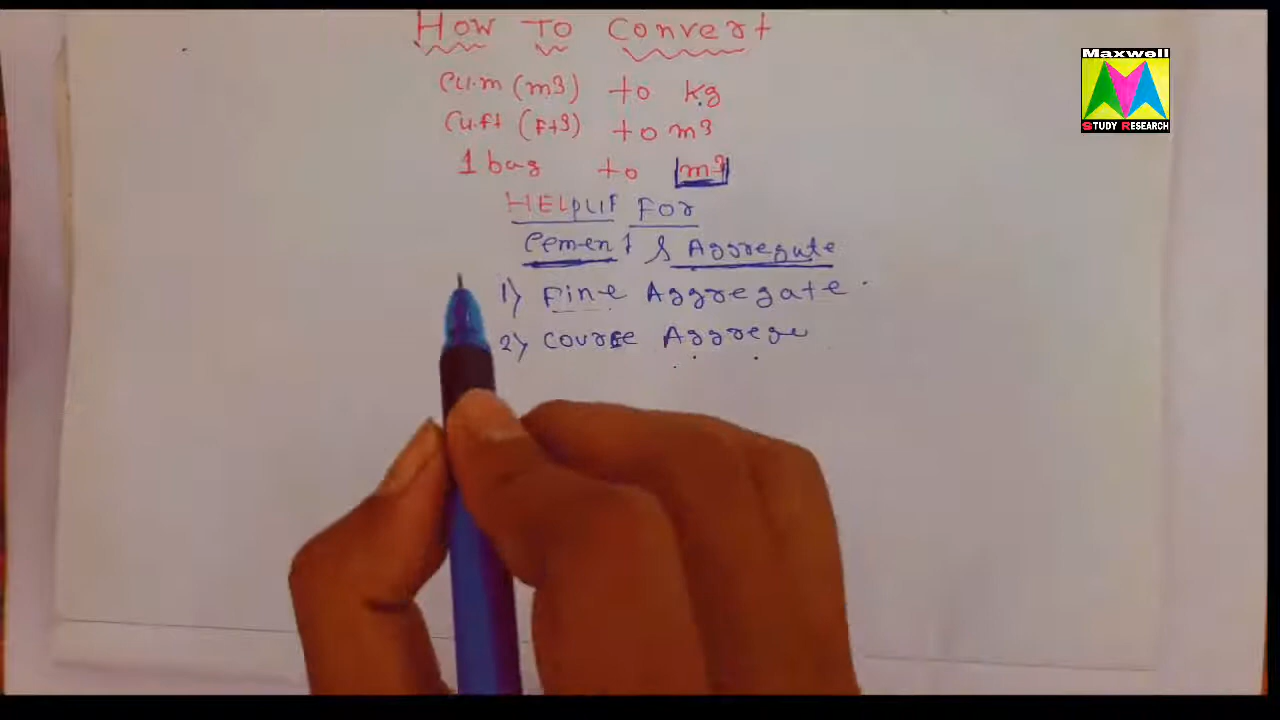 How To Convert
Maxwell
STUDY RESEARCH
Cu.m (m3) to kg
Cu.ft (ft3) to m3
1 bag to m3
HELpLIF For
Cement & Aggregate
1) Fine Aggregate
2) Course Aggrege